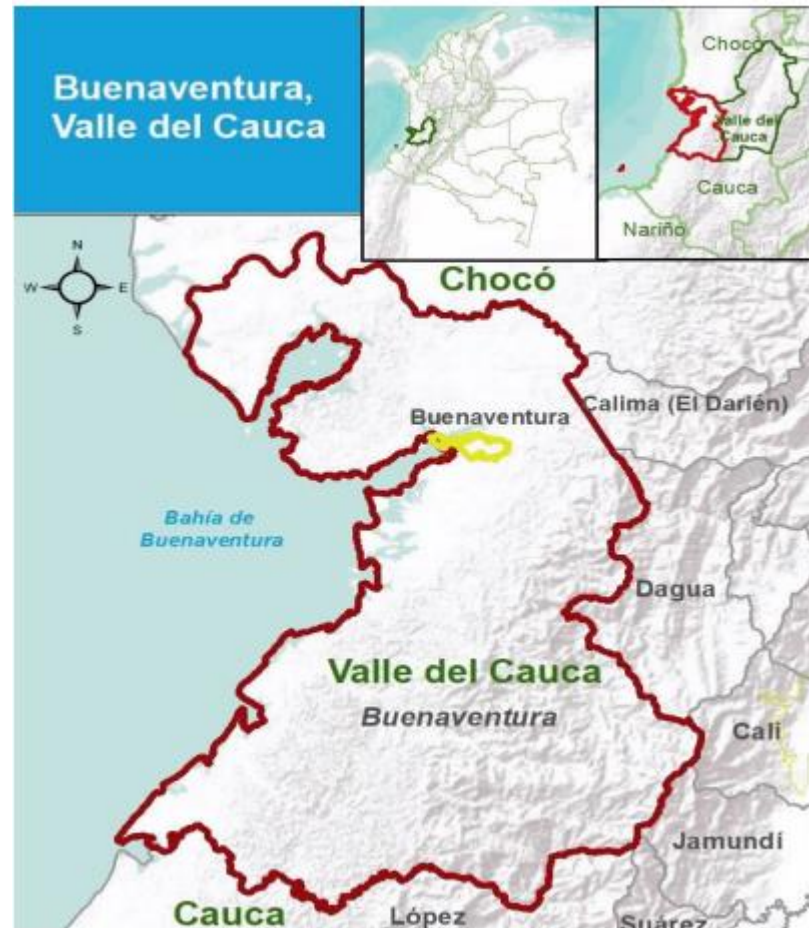 Buenaventura,
Valle del Cauca
Chocó
Valle del
Cauca
Cauca
Nariño
N
W
E
S
Chocó
Buenaventura
Calima (El Darién)
Bahía de
Buenaventura
Dagua
Valle del Cauca
Buenaventura
Cali
Jamundí
Cauca
López
Suárez